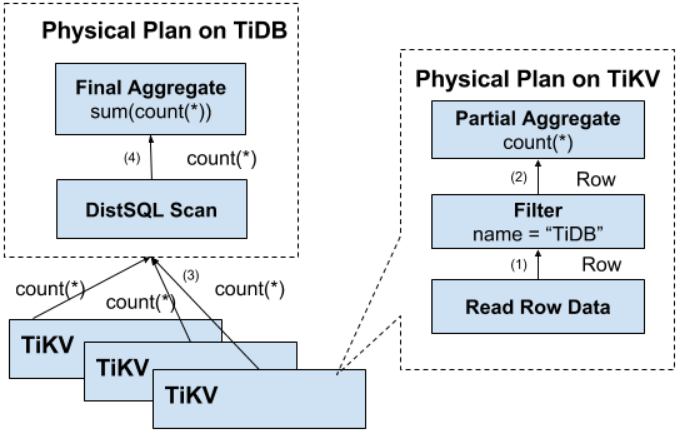 Physical Plan on TiDB
Final Aggregate
sum(count(*))
(4) count(*)
DistSQL Scan
(3)
count(*) count(*) count(*)
TiKV
TiKV
TiKV
Physical Plan on TiKV
Partial Aggregate
count(*)
(2) Row
Filter
name = “TiDB”
(1) Row
Read Row Data